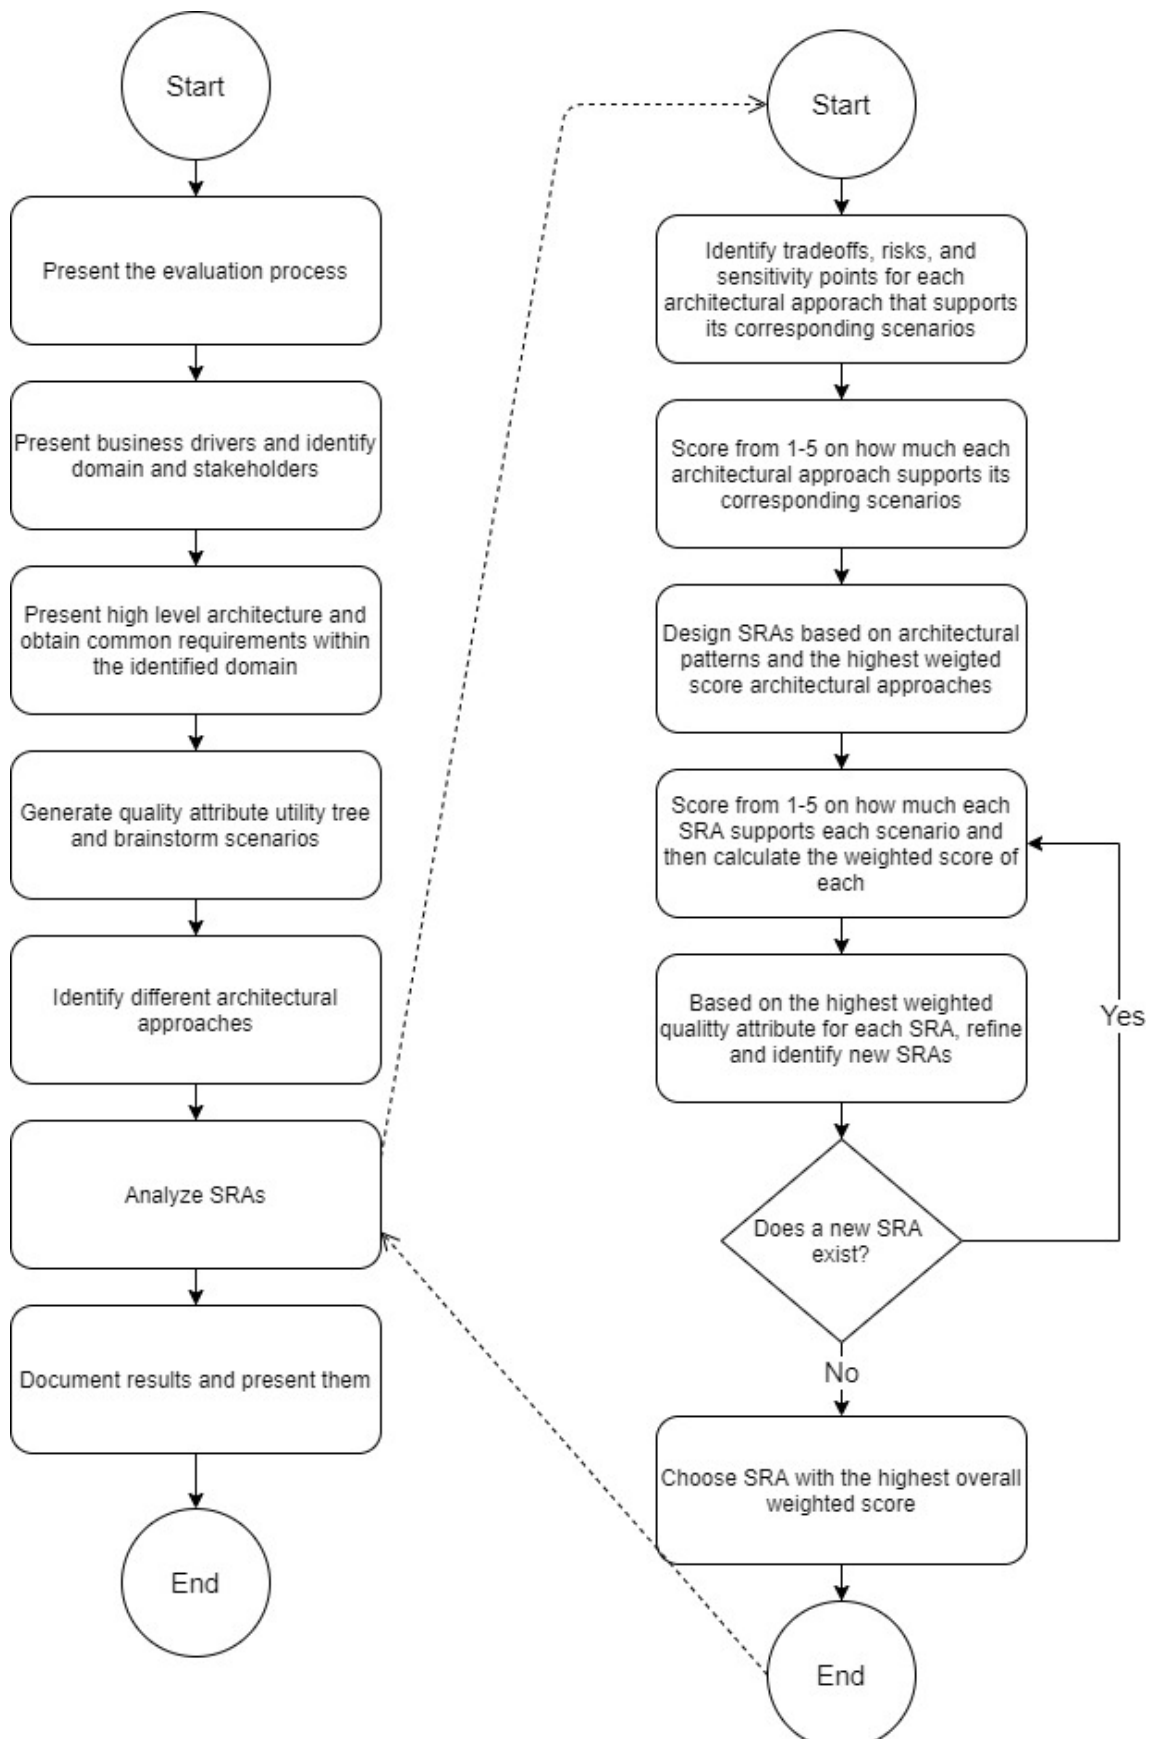 Start
Present the evaluation process
Present business drivers and identify
domain and stakeholders
Present high level architecture and
obtain common requirements within
the identified domain
Generate quality attribute utility tree
and brainstorm scenarios
Identify different architectural
approaches
Analyze SRAs
Document results and present them
End
Start
Identify tradeoffs, risks, and
sensitivity points for each
architectural apporach that supports
its corresponding scenarios
Score from 1-5 on how much each
architectural approach supports its
corresponding scenarios
Design SRAs based on architectural
patterns and the highest weigted
score architectural approaches
Score from 1-5 on how much each
SRA supports each scenario and
then calculate the weighted score of
each
Based on the highest weighted
qualitty attribute for each SRA, refine
and identify new SRAs
Yes
Does a new SRA
exist?
No
Choose SRA with the highest overall
weighted score
End